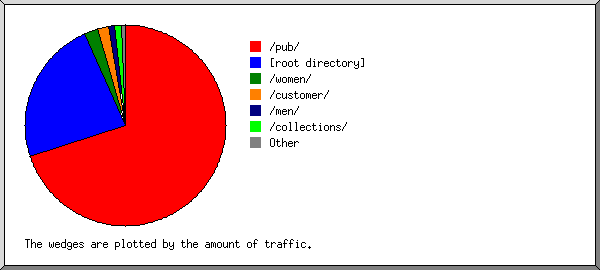 /pub/
[root directory]
/women/
/customer/
/men/
/collections/
Other
The wedges are plotted by the amount of traffic.